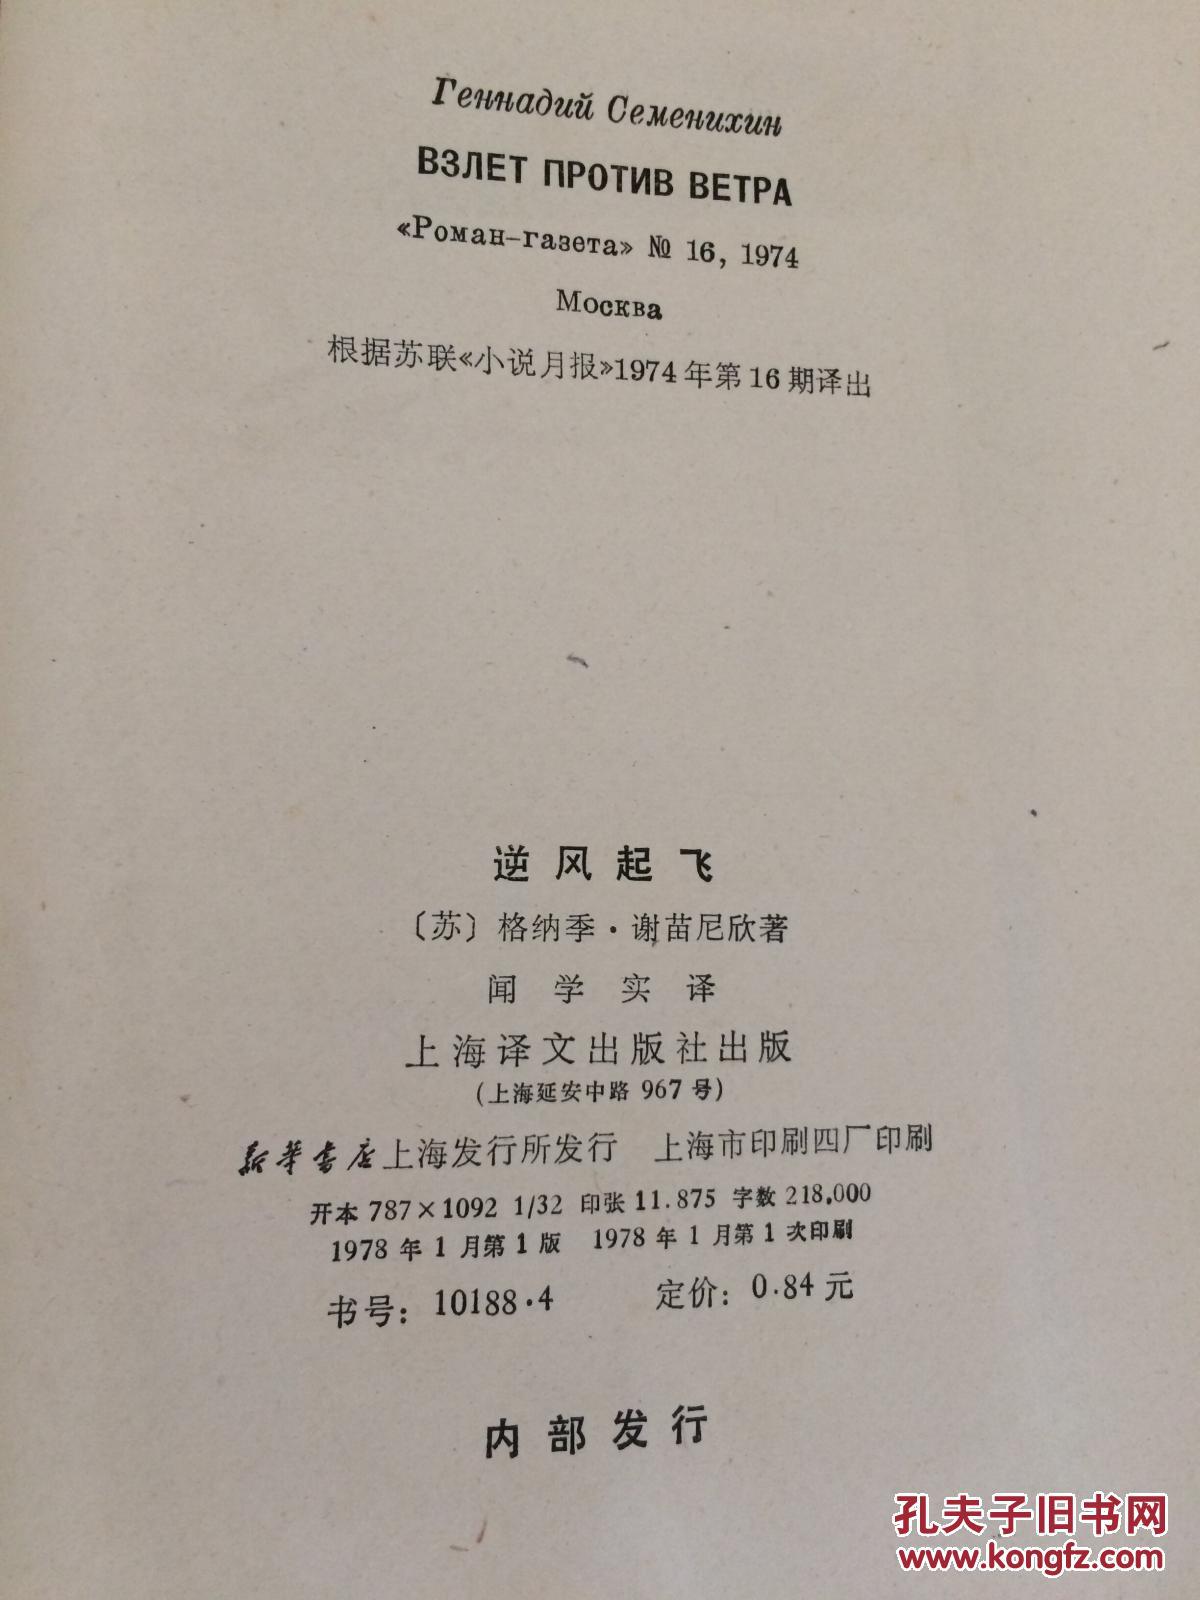 Геннадий Семенихин
ВЗЛЕТ ПРОТИВ ВЕТРА
«Роман-газета» № 16, 1974
Москва
根据苏联《小说月报》1974年第16期译出
逆风起飞
〔苏〕格纳季·谢苗尼欣著
闻学实译
上海译文出版社出版
(上海延安中路 967 号)
新华书店上海发行所发行 上海市印刷四厂印刷
开本 787×1092 1/32 印张 11.875 字数 218,000
1978年1月第1版 1978年1月第1次印刷
书号：10188·4 定价：0.84元
内部发行
孔夫子旧书网
www.kongfz.com